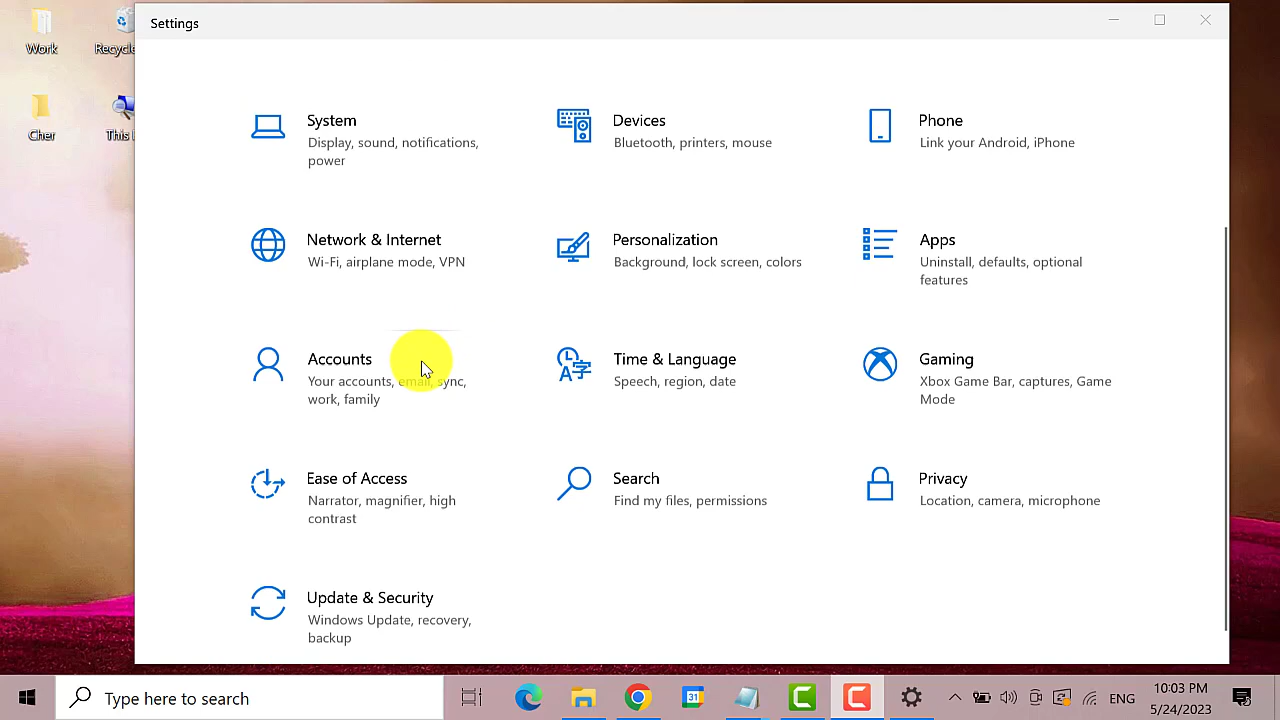 Settings
Work
Recycle
Cher
This
System
Display, sound, notifications,
power
Devices
Bluetooth, printers, mouse
Phone
Link your Android, iPhone
Network & Internet
Wi-Fi, airplane mode, VPN
Personalization
Background, lock screen, colors
Apps
Uninstall, defaults, optional
features
Accounts
Your accounts, email, sync,
work, family
Time & Language
Speech, region, date
Gaming
Xbox Game Bar, captures, Game
Mode
Ease of Access
Narrator, magnifier, high
contrast
Search
Find my files, permissions
Privacy
Location, camera, microphone
Update & Security
Windows Update, recovery,
backup
Type here to search
31
ENG
10:03 PM
5/24/2023